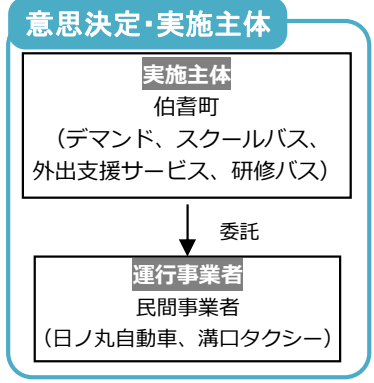 意思決定・実施主体
実施主体
伯耆町
（デマンド、スクールバス、
外出支援サービス、研修バス）
委託
運行事業者
民間事業者
（日ノ丸自動車、溝口タクシー）